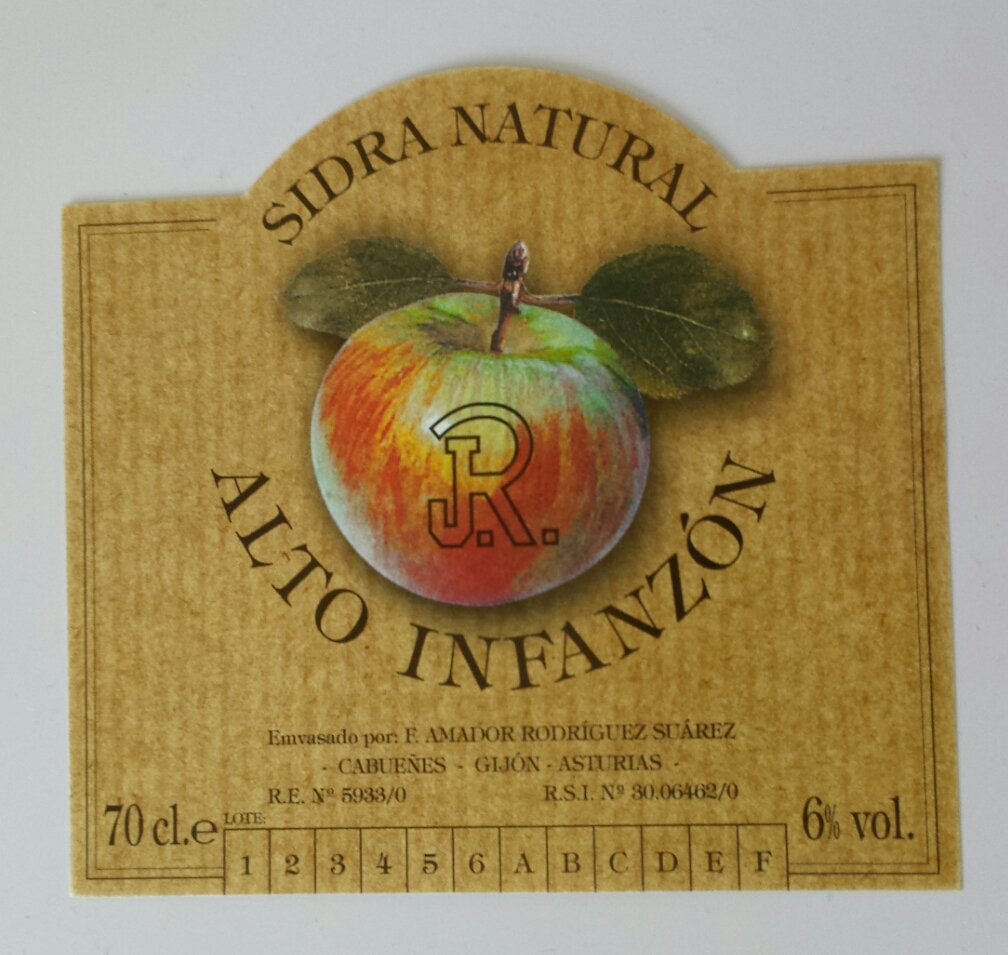 SIDRA NATURAL
J.R.
ALTO INFANZÓN
Emvasado por: F. AMADOR RODRÍGUEZ SUÁREZ
- CABUEÑES - GIJÓN - ASTURIAS -
R.E. Nº 5933/0 R.S.I. Nº 30.06462/0
70 cl.e LOTE: 6% vol.
1 2 3 4 5 6 A B C D E F